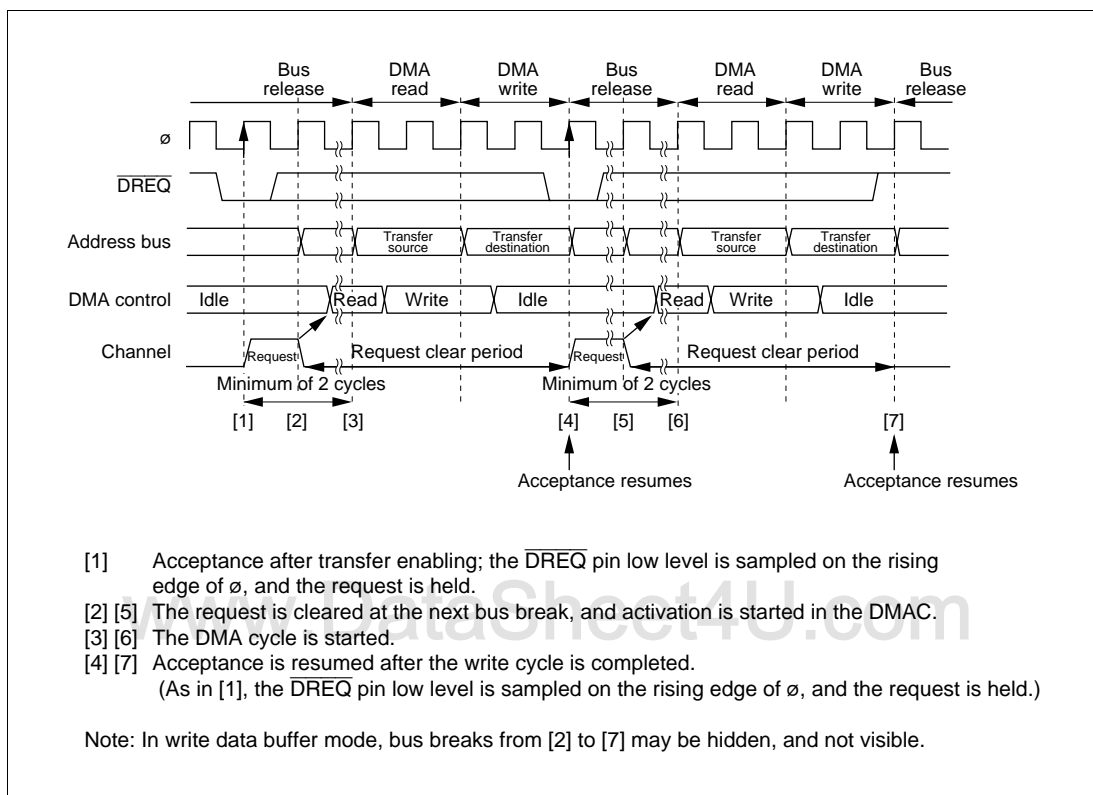 Bus release DMA read DMA write Bus release DMA read DMA write Bus release
ø
DREQ
Address bus Transfer source Transfer destination Transfer source Transfer destination
DMA control Idle Read Write Idle Read Write Idle
Channel Request Request clear period Request Request clear period
Minimum of 2 cycles Minimum of 2 cycles
[1] [2] [3] [4] [5] [6] [7]
Acceptance resumes Acceptance resumes
[1] Acceptance after transfer enabling; the DREQ pin low level is sampled on the rising
edge of ø, and the request is held.
[2] [5] The request is cleared at the next bus break, and activation is started in the DMAC.
www.DataSheet4U.com
[3] [6] The DMA cycle is started.
[4] [7] Acceptance is resumed after the write cycle is completed.
(As in [1], the DREQ pin low level is sampled on the rising edge of ø, and the request is held.)
Note: In write data buffer mode, bus breaks from [2] to [7] may be hidden, and not visible.